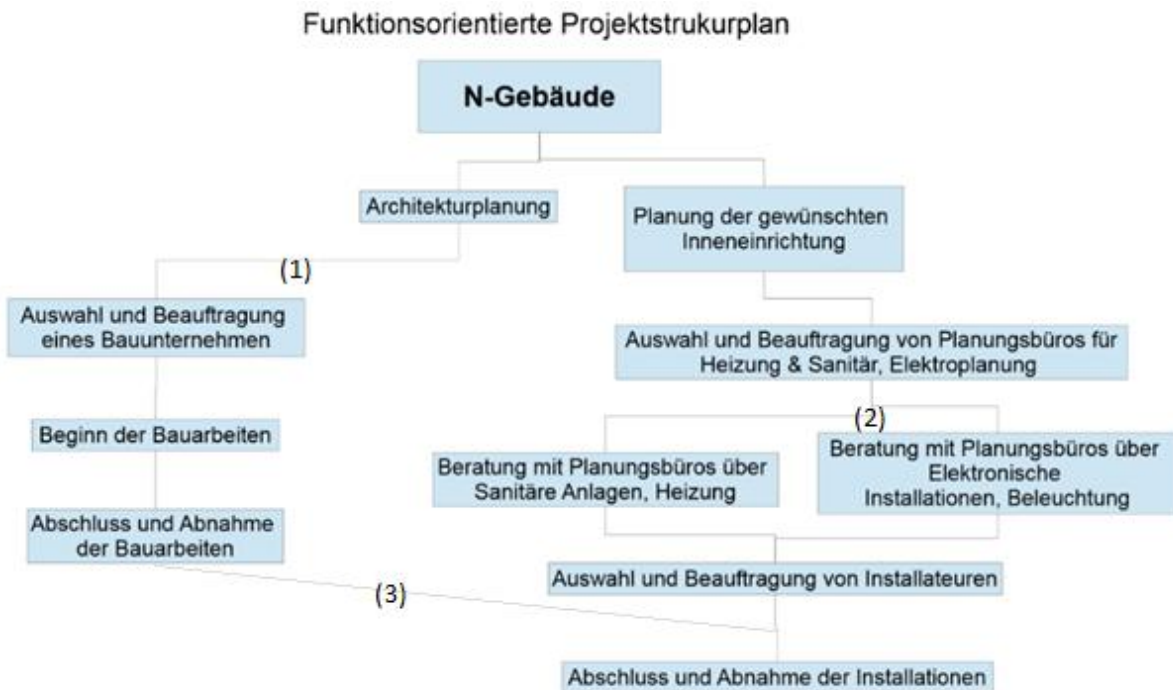 Funktionsorientierte Projektstrukurplan
N-Gebäude
Architekturplanung
Planung der gewünschten
Inneneinrichtung
(1)
Auswahl und Beauftragung
eines Bauunternehmen
Auswahl und Beauftragung von Planungsbüros für
Heizung & Sanitär, Elektroplanung
Beginn der Bauarbeiten
(2)
Beratung mit Planungsbüros über
Sanitäre Anlagen, Heizung
Beratung mit Planungsbüros über
Elektronische
Installationen, Beleuchtung
Abschluss und Abnahme
der Bauarbeiten
Auswahl und Beauftragung von Installateuren
(3)
Abschluss und Abnahme der Installationen